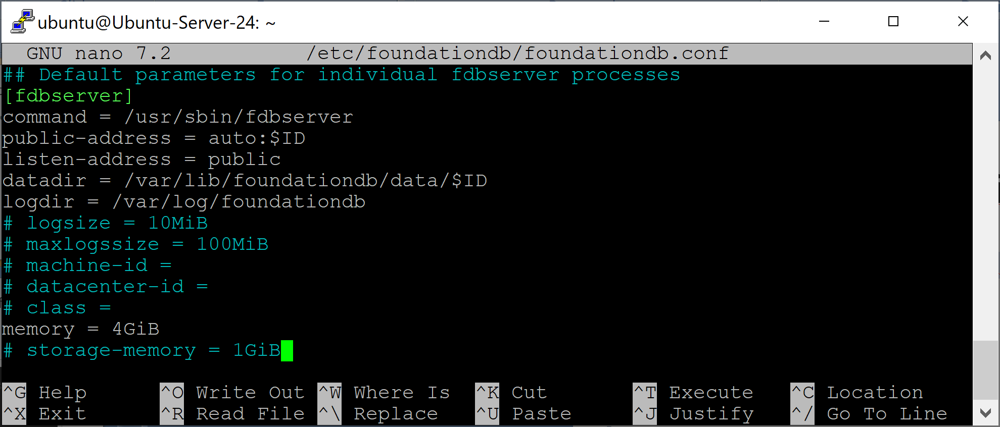 ubuntu@Ubuntu-Server-24: ~
GNU nano 7.2 /etc/foundationdb/foundationdb.conf
## Default parameters for individual fdbserver processes
[fdbserver]
command = /usr/sbin/fdbserver
public-address = auto:$ID
listen-address = public
datadir = /var/lib/foundationdb/data/$ID
logdir = /var/log/foundationdb
# logsize = 10MiB
# maxlogssize = 100MiB
# machine-id =
# datacenter-id =
# class =
memory = 4GiB
# storage-memory = 1GiB
^G Help ^O Write Out ^W Where Is ^K Cut ^T Execute ^C Location
^X Exit ^R Read File ^\ Replace ^U Paste ^J Justify ^/ Go To Line